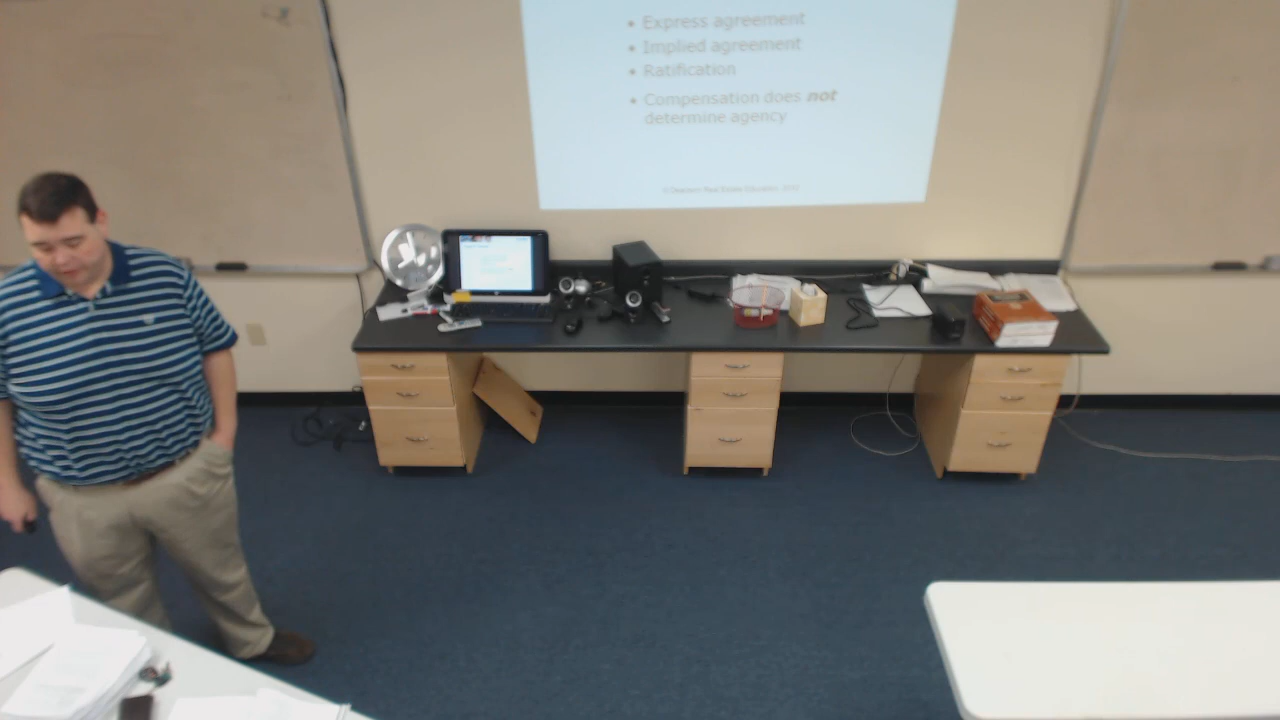 • Express agreement
• Implied agreement
• Ratification
• Compensation does not
determine agency